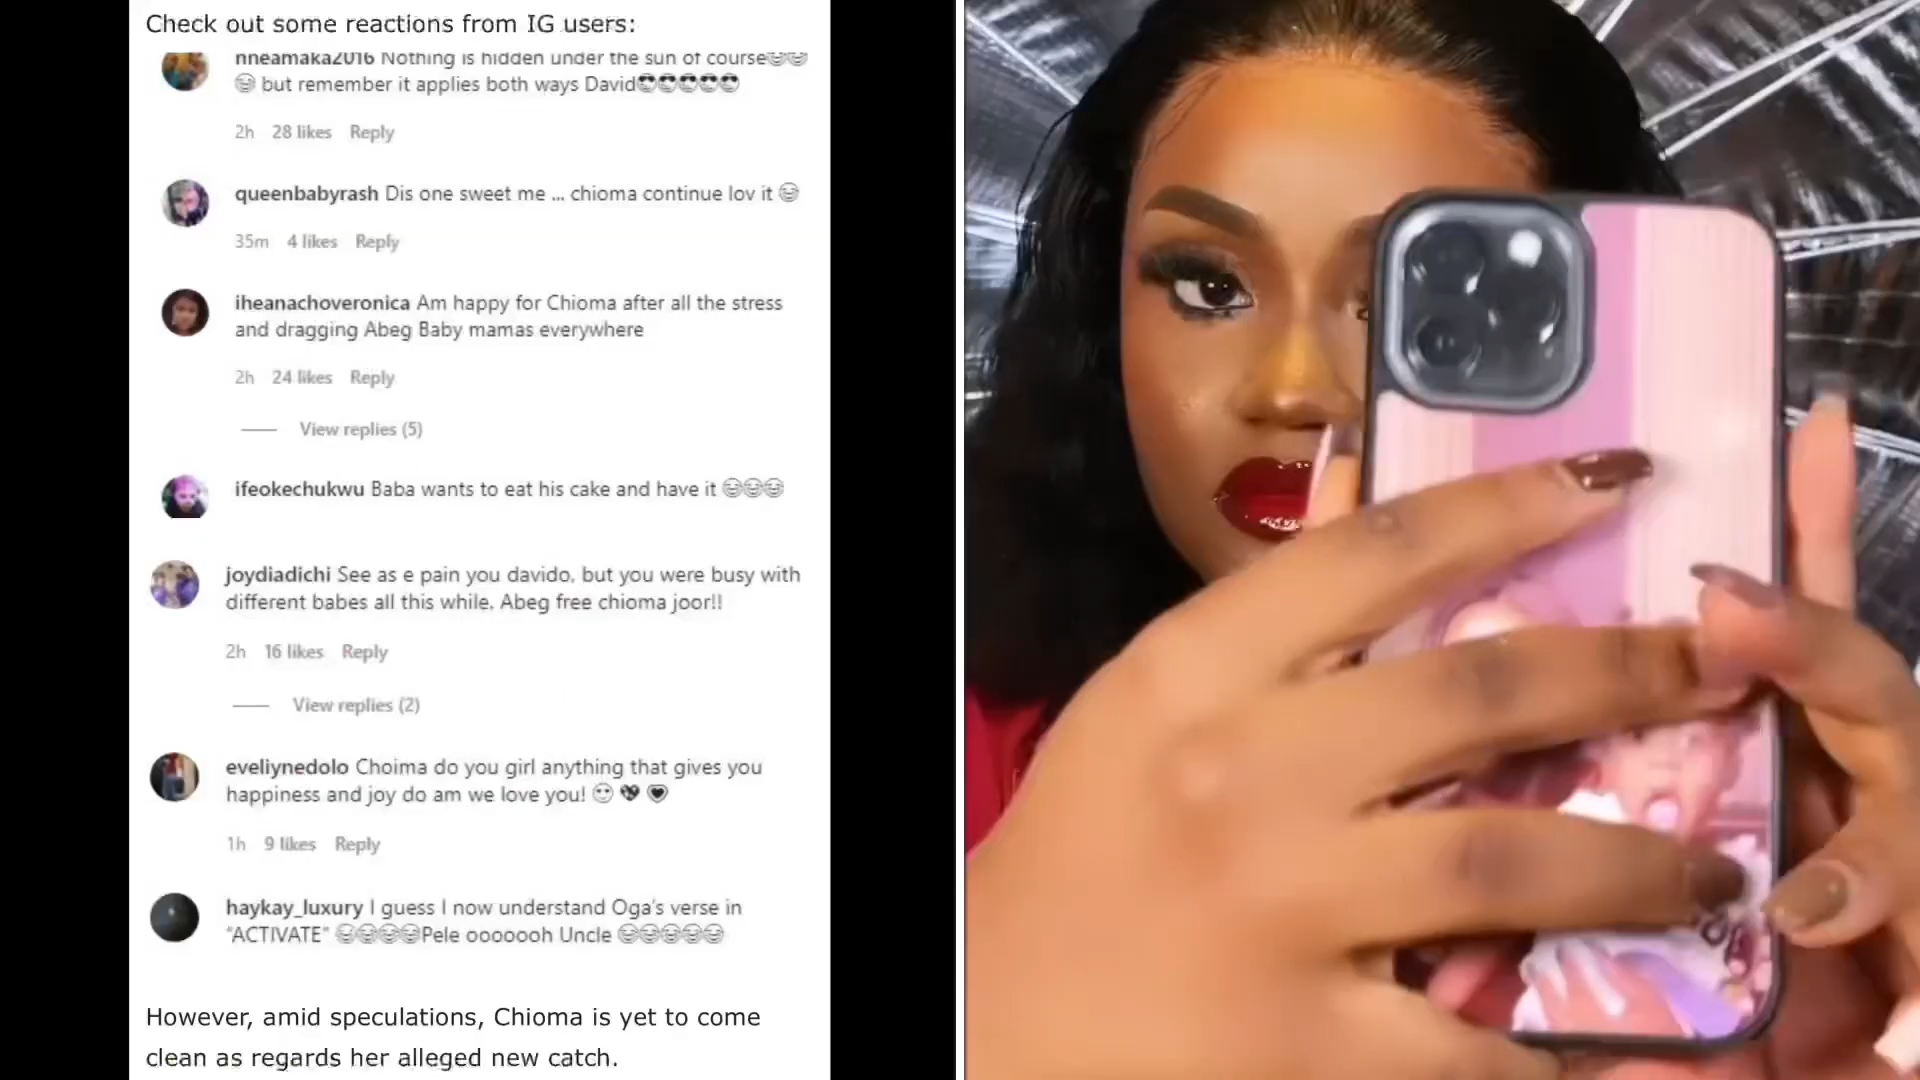 Check out some reactions from IG users:
nneamaka2016 Nothing is hidden under the sun of course😂😂
😂 but remember it applies both ways David😎😎😎😎😎
2h 28 likes Reply
queenbabyrash Dis one sweet me ... chioma continue lov it 😂
35m 4 likes Reply
iheanachoveronica Am happy for Chioma after all the stress
and dragging Abeg Baby mamas everywhere
2h 24 likes Reply
View replies (5)
ifeokechukwu Baba wants to eat his cake and have it 😂😂😂
joydiadichi See as e pain you davido, but you were busy with
different babes all this while. Abeg free chioma joor!!
2h 16 likes Reply
View replies (2)
eveliynedolo Choima do you girl anything that gives you
happiness and joy do am we love you! 😍 💖 💓
1h 9 likes Reply
haykay_luxury I guess I now understand Oga's verse in
"ACTIVATE" 😂😂😂😂Pele ooooooh Uncle 😂😂😂😂😂
However, amid speculations, Chioma is yet to come
clean as regards her alleged new catch.